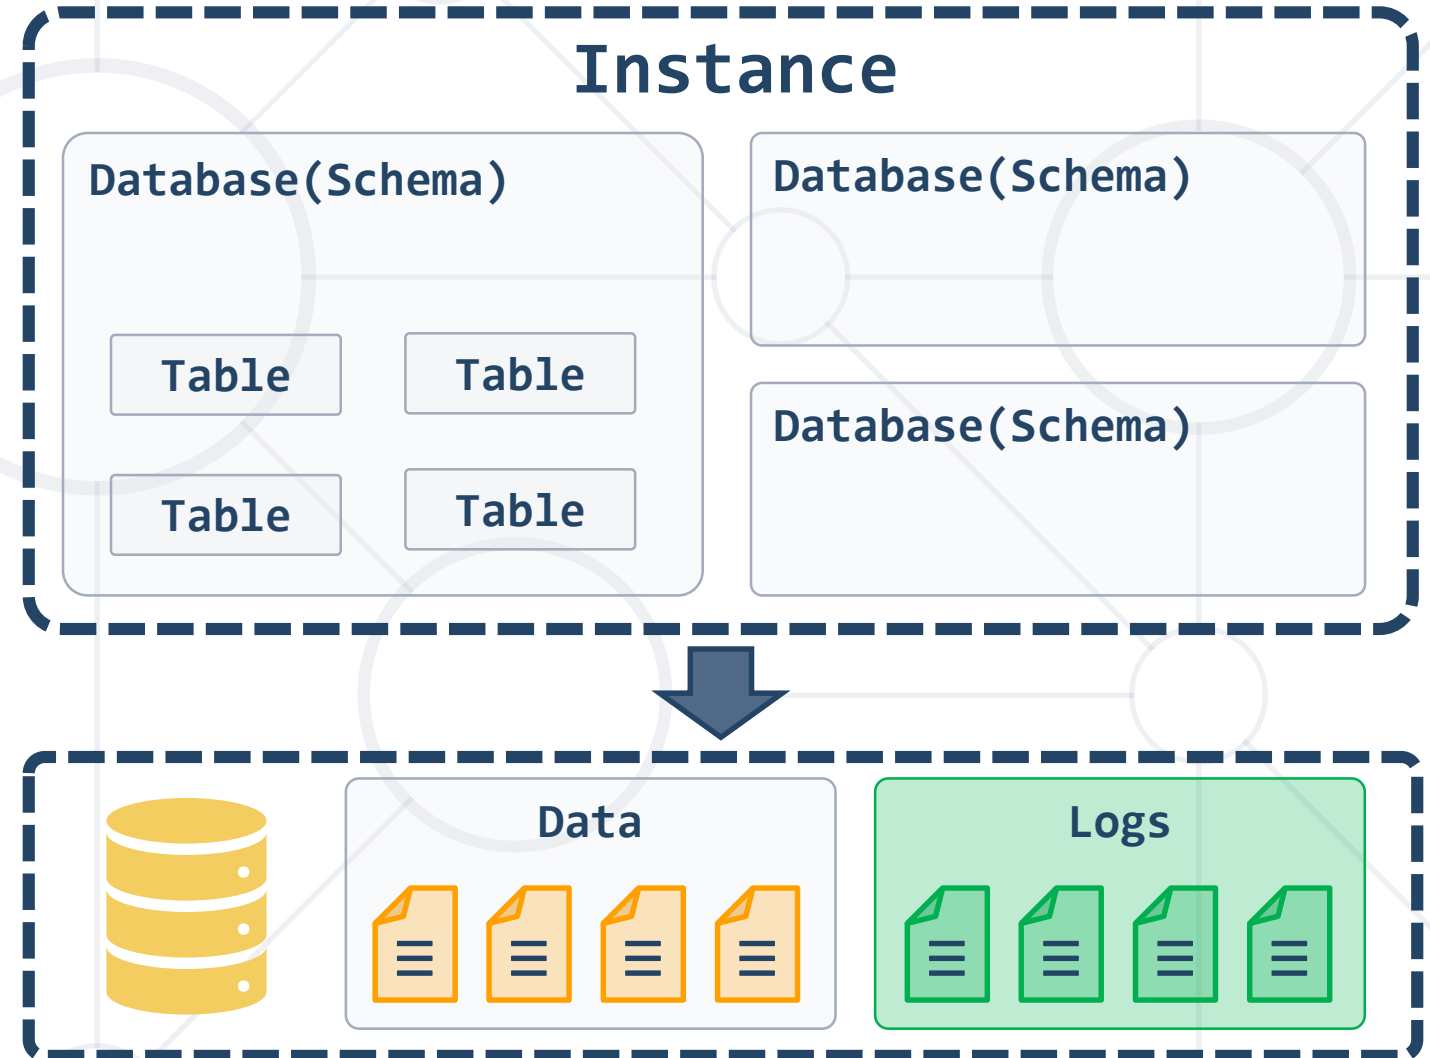 Instance
Database(Schema)
Table
Table
Table
Table
Database(Schema)
Database(Schema)
Data
Logs